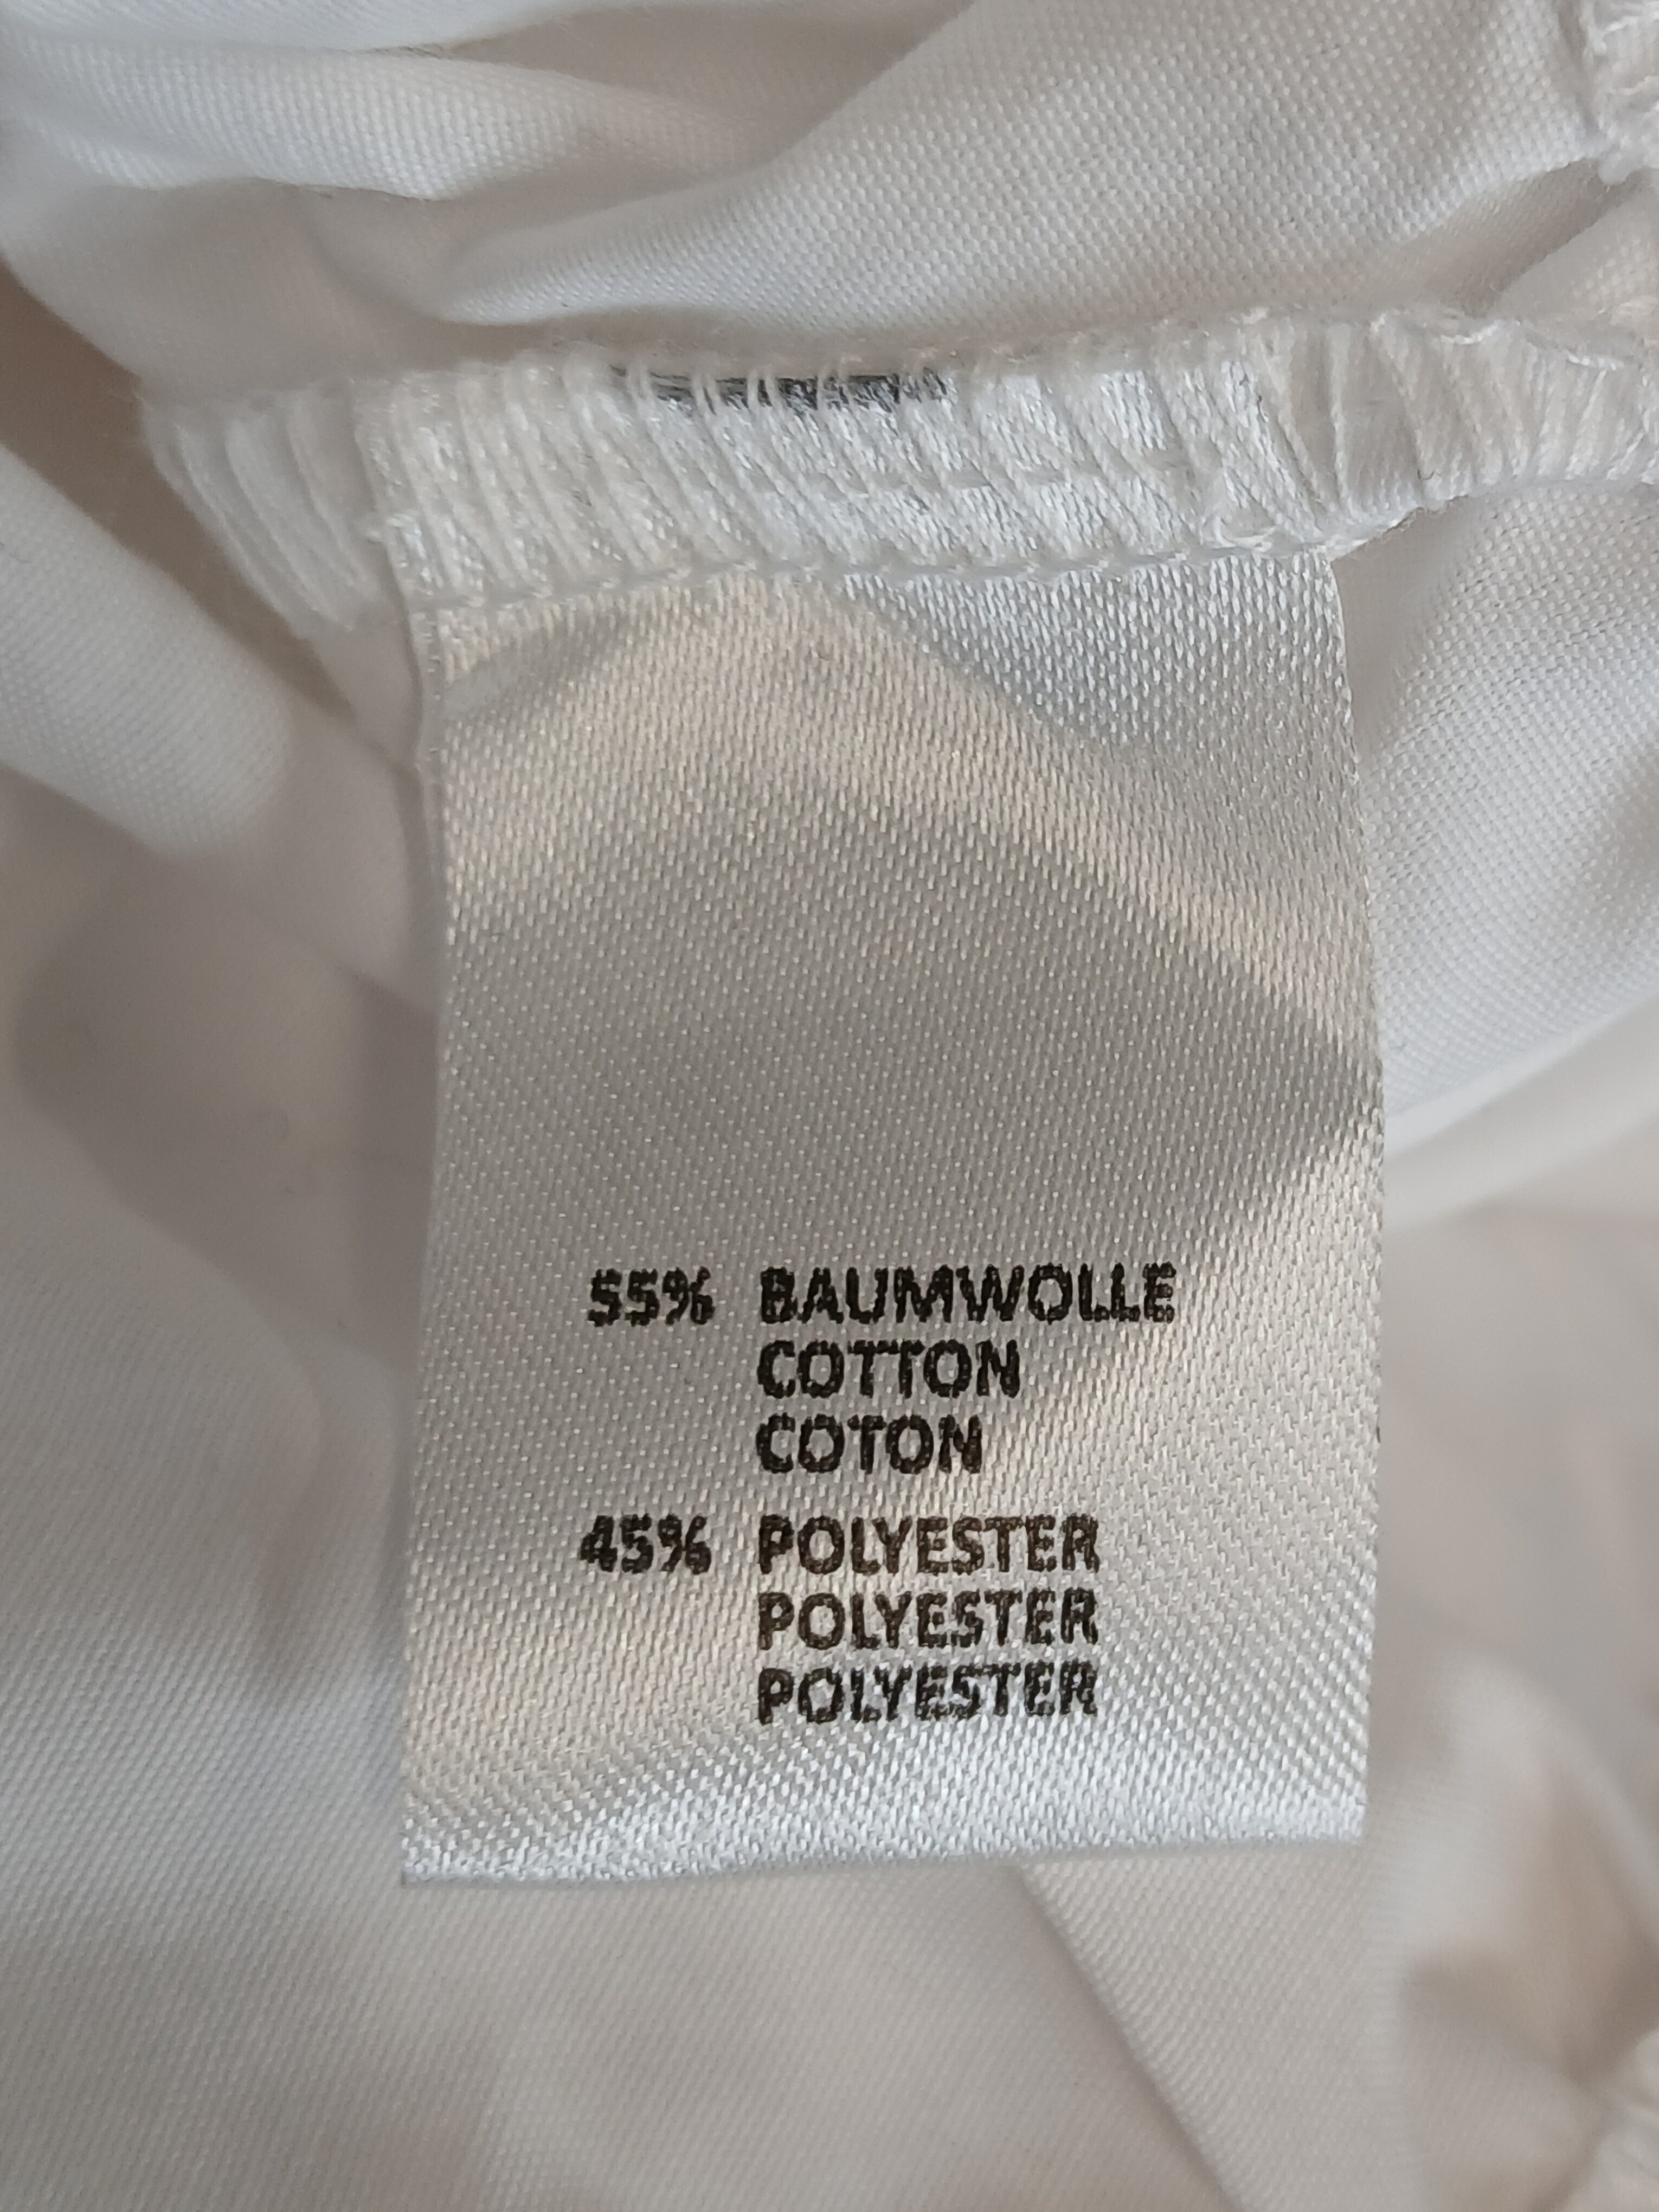 55% BAUMWOLLE
COTTON
COTON
45% POLYESTER
POLYESTER
POLYESTER